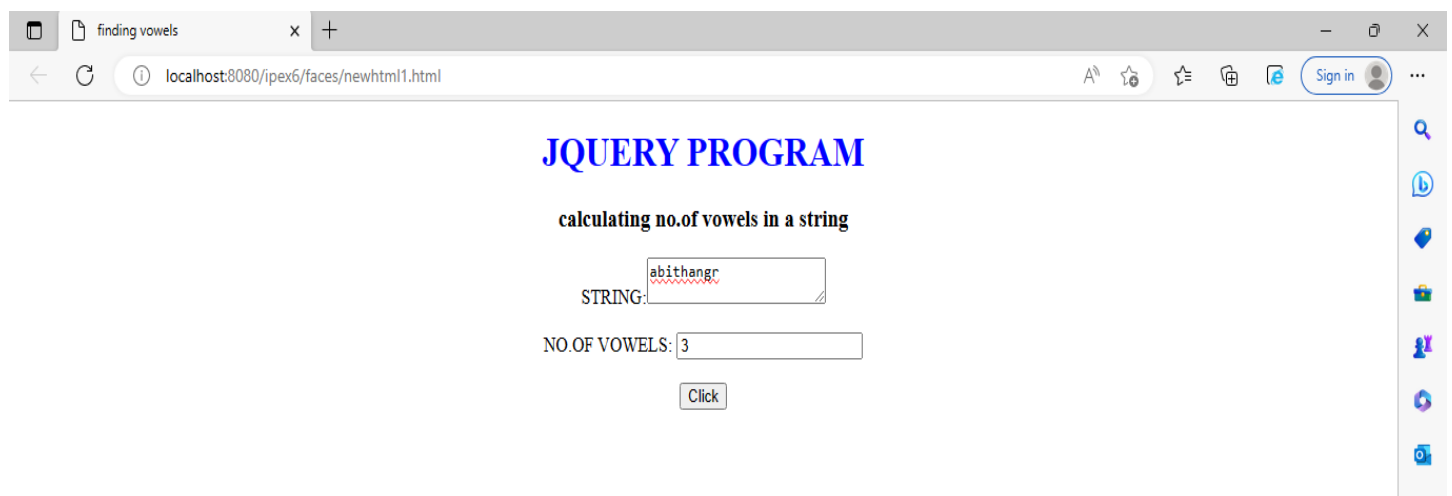 finding vowels
localhost:8080/ipex6/faces/newhtml1.html
Sign in
JQUERY PROGRAM
calculating no.of vowels in a string
STRING: abithangr
NO.OF VOWELS: 3
Click